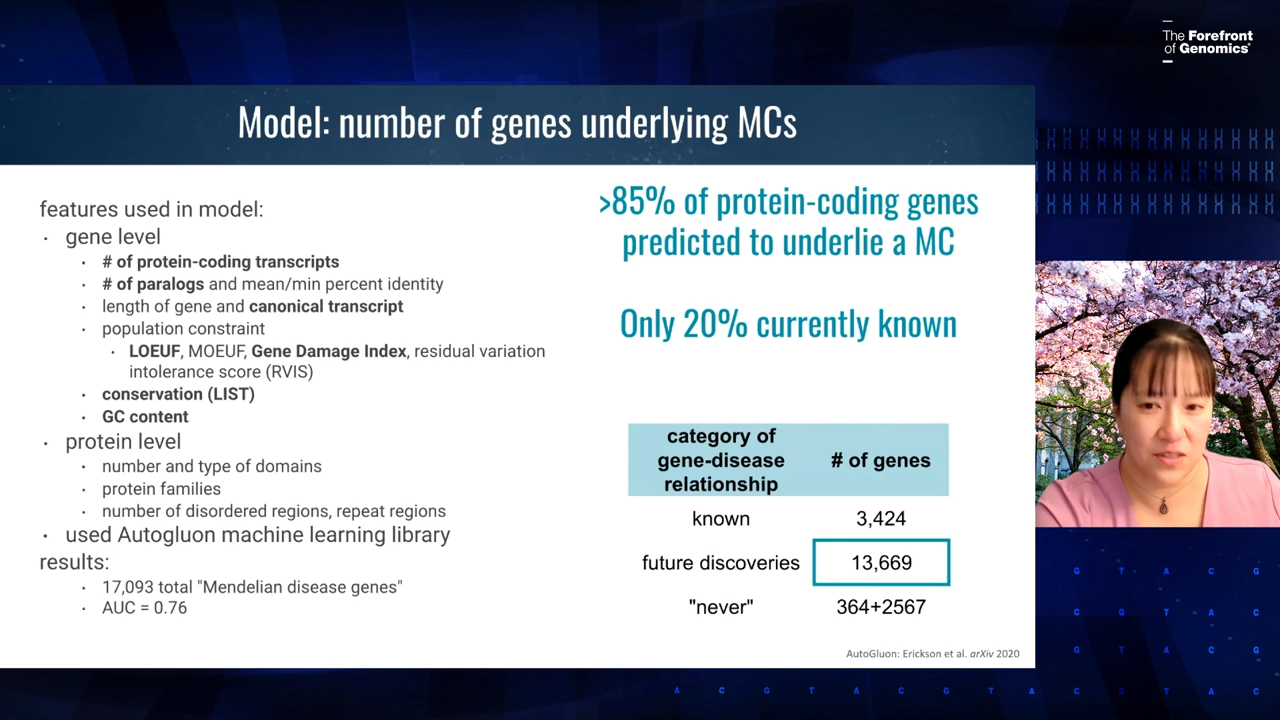 The Forefront
of Genomics®
Model: number of genes underlying MCs
features used in model:
· gene level
· # of protein-coding transcripts
· # of paralogs and mean/min percent identity
· length of gene and canonical transcript
· population constraint
· LOEUF, MOEUF, Gene Damage Index, residual variation
intolerance score (RVIS)
· conservation (LIST)
· GC content
· protein level
· number and type of domains
· protein families
· number of disordered regions, repeat regions
· used Autogluon machine learning library
results:
· 17,093 total "Mendelian disease genes"
· AUC = 0.76
>85% of protein-coding genes
predicted to underlie a MC
Only 20% currently known
category of
gene-disease
relationship
# of genes
known 3,424
future discoveries 13,669
"never" 364+2567
AutoGluon: Erickson et al. arXiv 2020
G T A C G
C G T A C
G T A C G
A C G T A C G T A C G T A C